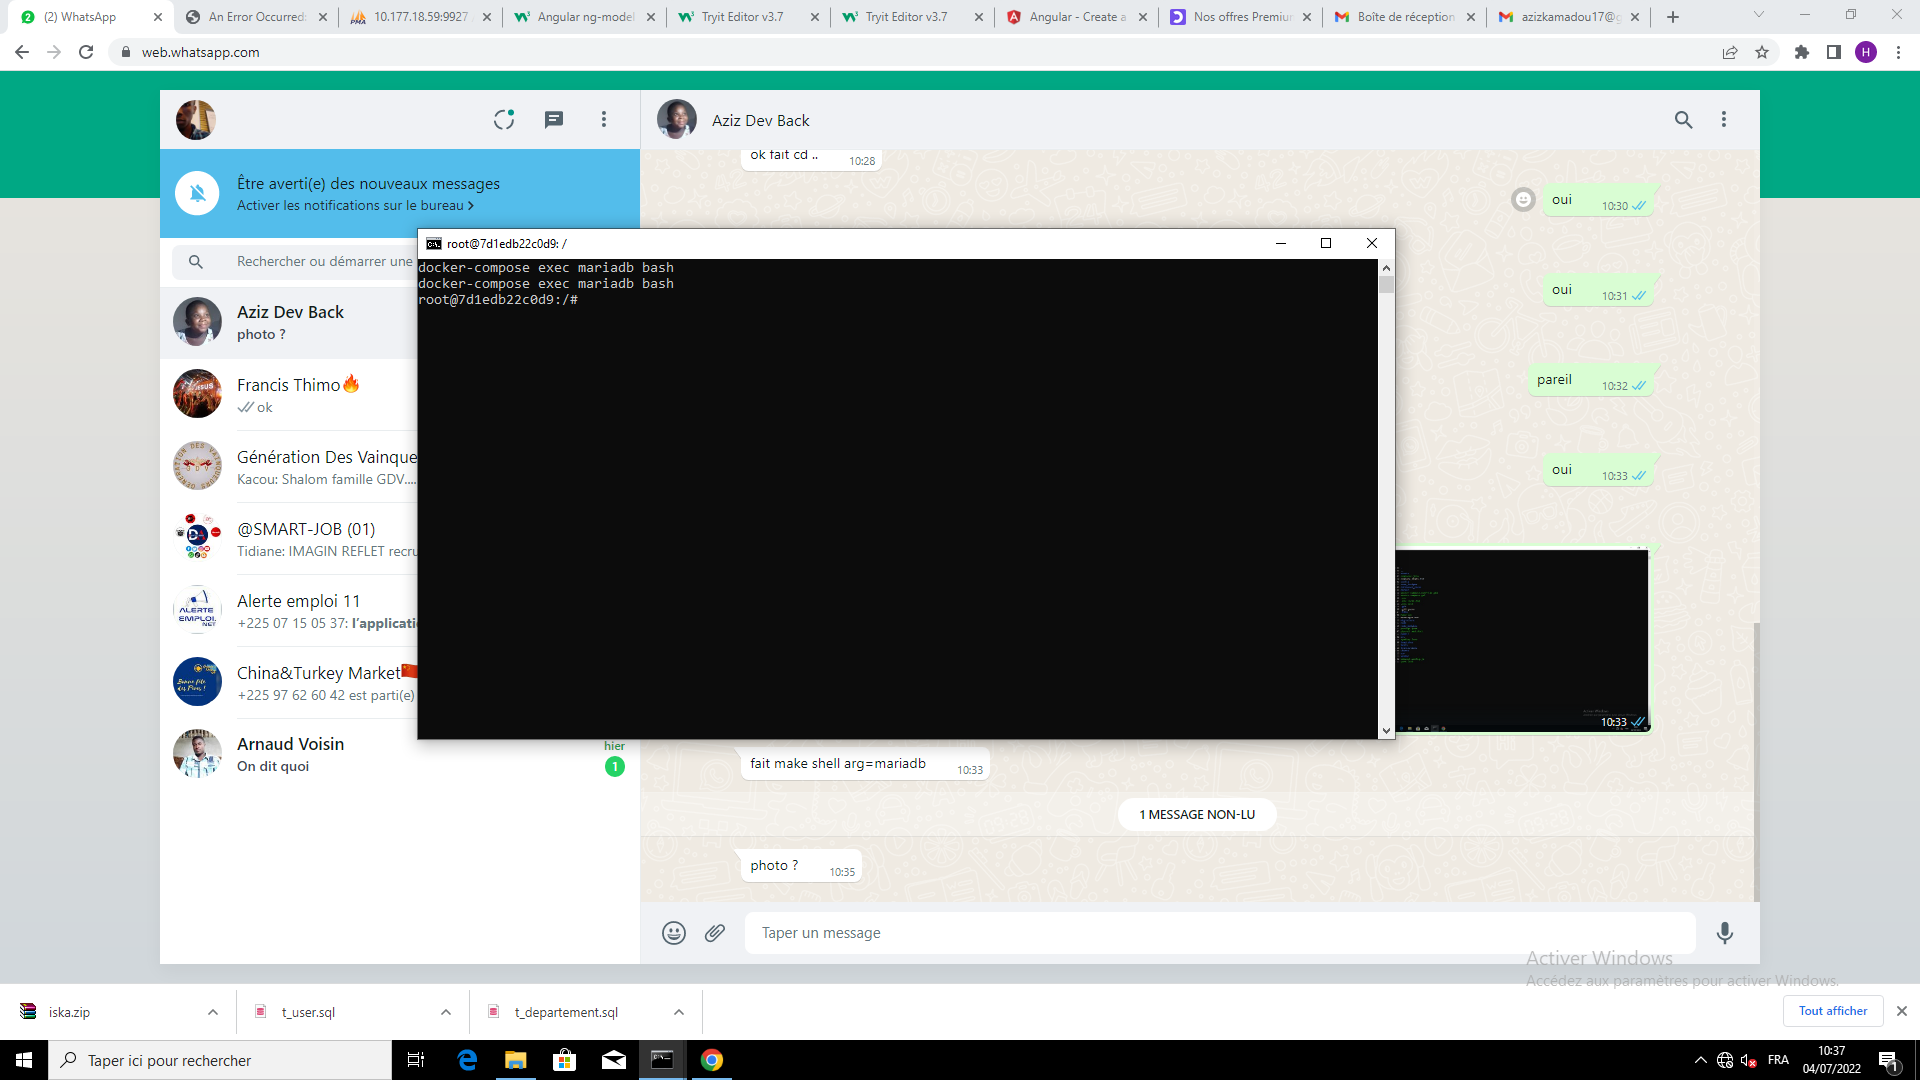 (2) WhatsApp
An Error Occurred:
10.177.18.59:9927
Angular ng-model
Tryit Editor v3.7
Tryit Editor v3.7
Angular - Create a
Nos offres Premium
Boîte de réception
azizkamadou17@g
web.whatsapp.com
H
Aziz Dev Back
Être averti(e) des nouveaux messages
Activer les notifications sur le bureau >
Rechercher ou démarrer une
Aziz Dev Back
photo ?
Francis Thimo🔥
ok
Génération Des Vainque
Kacou: Shalom famille GDV....
@SMART-JOB (01)
Tidiane: IMAGIN REFLET recru
ALERTE
EMPLOI.
NET
Alerte emploi 11
+225 07 15 05 37: l'applicati
China&Turkey Market
+225 97 62 60 42 est parti(e)
Arnaud Voisin
On dit quoi
hier
1
ok fait cd ..
10:28
oui
10:30
oui
10:31
pareil
10:32
oui
10:33
root@7d1edb22c0d9: /
docker-compose exec mariadb bash
docker-compose exec mariadb bash
root@7d1edb22c0d9:/#
10:33
fait make shell arg=mariadb
10:33
1 MESSAGE NON-LU
photo ?
10:35
Taper un message
Activer Windows
Accédez aux paramètres pour activer Windows.
iska.zip
t_user.sql
t_departement.sql
Tout afficher
Taper ici pour rechercher
FRA
10:37
04/07/2022
1